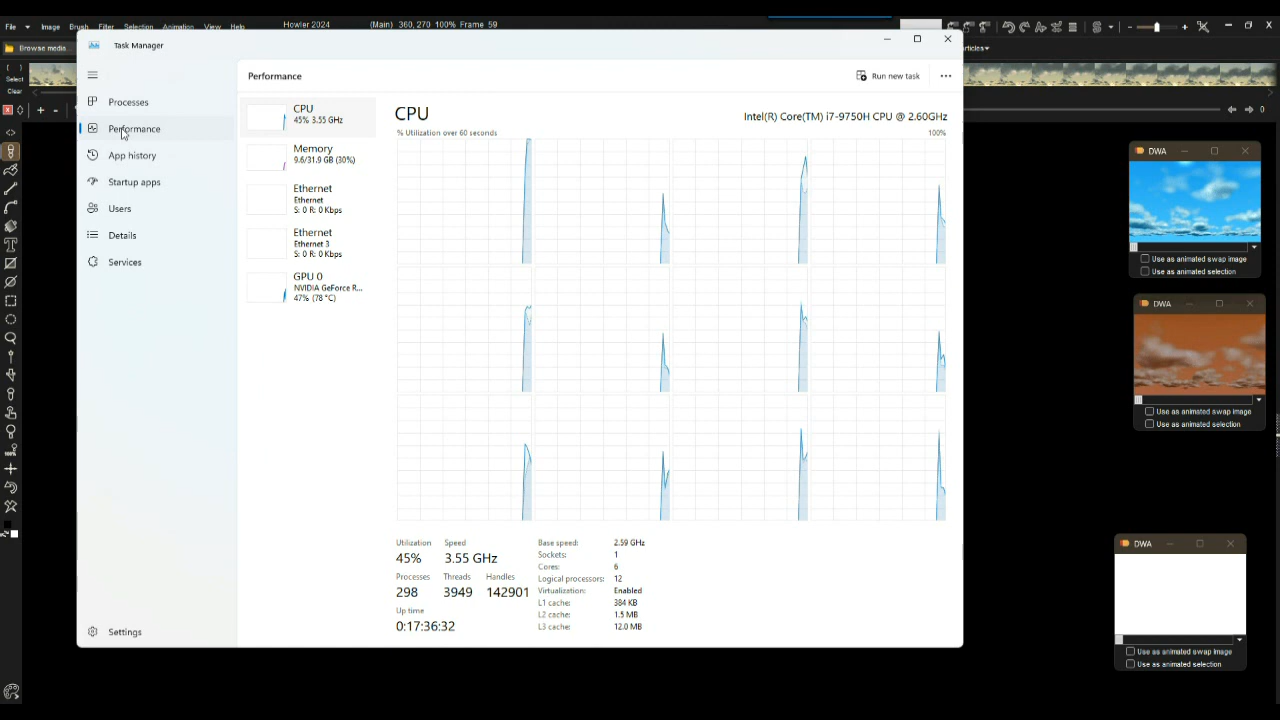 File Image Brush Filter Selection Animation View Help Howler 2024 (Main) 360, 270 100% Frame 59
Browse media...
Select
Clear
0
Task Manager
Performance
Run new task
Processes
Performance
App history
Startup apps
Users
Details
Services
Settings
CPU
45% 3.55 GHz
Memory
9.6/31.9 GB (30%)
Ethernet
Ethernet
S: 0 R: 0 Kbps
Ethernet
Ethernet 3
S: 0 R: 0 Kbps
GPU 0
NVIDIA GeForce R...
47% (78 °C)
CPU
Intel(R) Core(TM) i7-9750H CPU @ 2.60GHz
% Utilization over 60 seconds
100%
Utilization Speed
45% 3.55 GHz
Processes Threads Handles
298 3949 142901
Up time
0:17:36:32
Base speed: 2.59 GHz
Sockets: 1
Cores: 6
Logical processors: 12
Virtualization: Enabled
L1 cache: 384 KB
L2 cache: 1.5 MB
L3 cache: 12.0 MB
DWA
Use as animated swap image
Use as animated selection
DWA
Use as animated swap image
Use as animated selection
DWA
Use as animated swap image
Use as animated selection